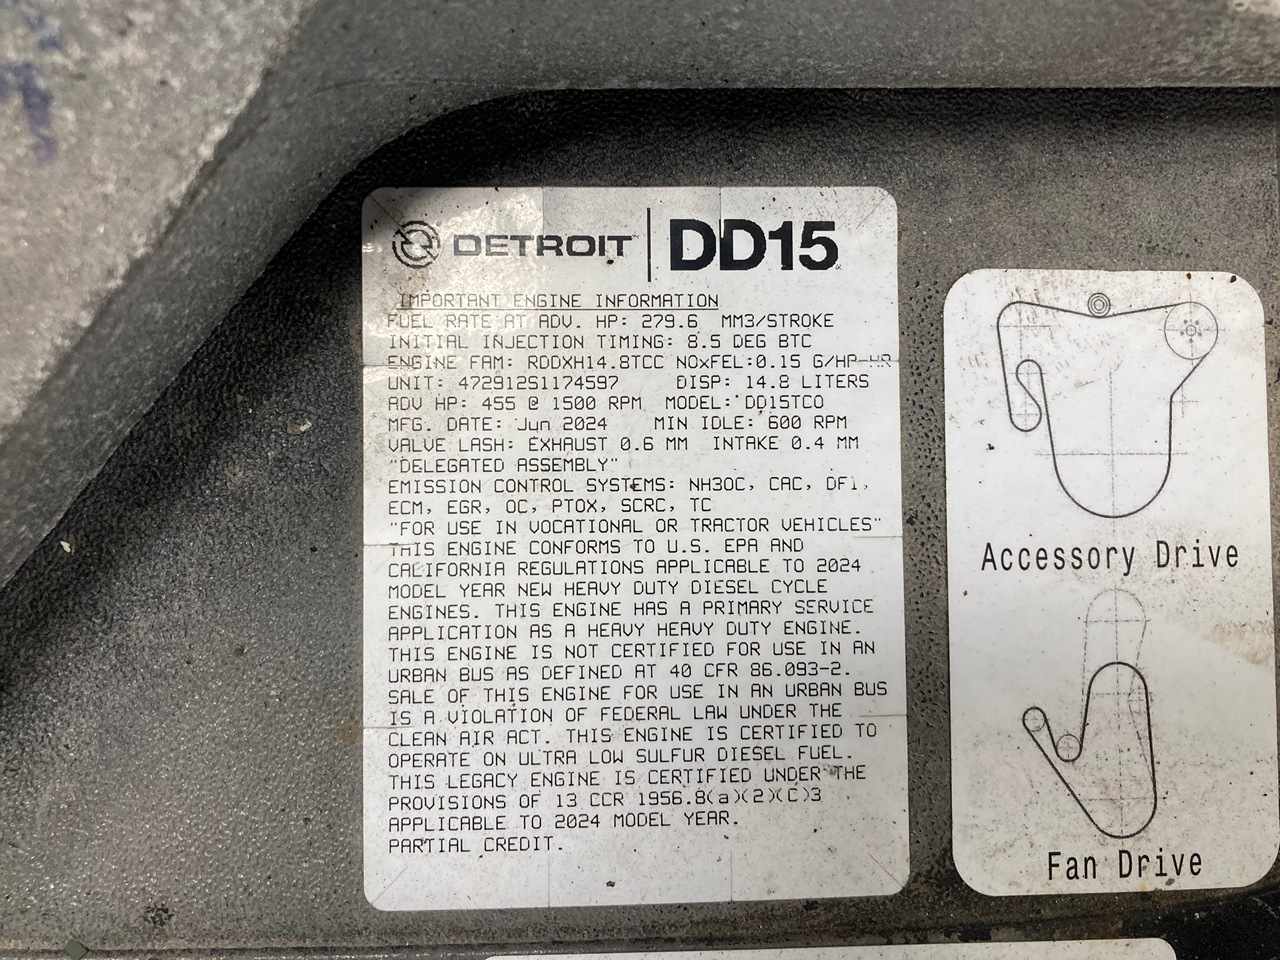 DETROIT DD15
IMPORTANT ENGINE INFORMATION
FUEL RATE AT ADV. HP: 279.6 MM3/STROKE
INITIAL INJECTION TIMING: 8.5 DEG BTC
ENGINE FAM: RDDXH14.8TCC NOxFEL:0.15 G/HP-HR
UNIT: 472912S1174597 DISP: 14.8 LITERS
ADV HP: 455 @ 1500 RPM MODEL: DD15TCO
MFG. DATE: Jun 2024 MIN IDLE: 600 RPM
VALVE LASH: EXHAUST 0.6 MM INTAKE 0.4 MM
"DELEGATED ASSEMBLY"
EMISSION CONTROL SYSTEMS: NH3OC, CAC, DFI,
ECM, EGR, OC, PTOX, SCRC, TC
"FOR USE IN VOCATIONAL OR TRACTOR VEHICLES"
THIS ENGINE CONFORMS TO U.S. EPA AND
CALIFORNIA REGULATIONS APPLICABLE TO 2024
MODEL YEAR NEW HEAVY DUTY DIESEL CYCLE
ENGINES. THIS ENGINE HAS A PRIMARY SERVICE
APPLICATION AS A HEAVY HEAVY DUTY ENGINE.
THIS ENGINE IS NOT CERTIFIED FOR USE IN AN
URBAN BUS AS DEFINED AT 40 CFR 86.093-2.
SALE OF THIS ENGINE FOR USE IN AN URBAN BUS
IS A VIOLATION OF FEDERAL LAW UNDER THE
CLEAN AIR ACT. THIS ENGINE IS CERTIFIED TO
OPERATE ON ULTRA LOW SULFUR DIESEL FUEL.
THIS LEGACY ENGINE IS CERTIFIED UNDER THE
PROVISIONS OF 13 CCR 1956.8(a)(2)(C)3
APPLICABLE TO 2024 MODEL YEAR.
PARTIAL CREDIT.
Accessory Drive
Fan Drive